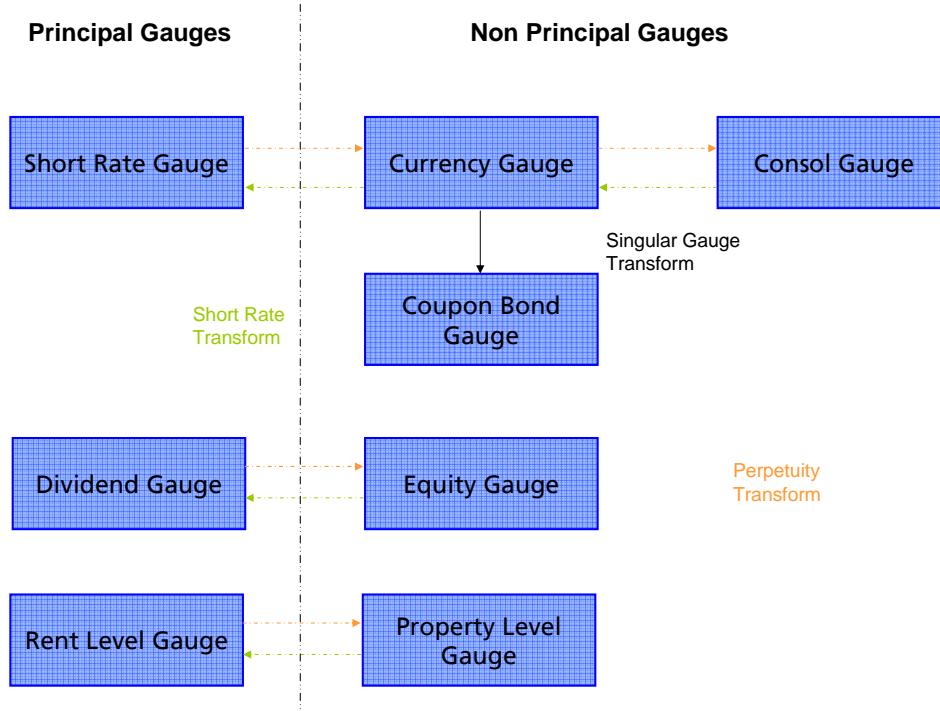 Principal Gauges
Non Principal Gauges
Short Rate Gauge
Currency Gauge
Consol Gauge
Singular Gauge
Transform
Coupon Bond
Gauge
Short Rate
Transform
Dividend Gauge
Equity Gauge
Perpetuity
Transform
Rent Level Gauge
Property Level
Gauge